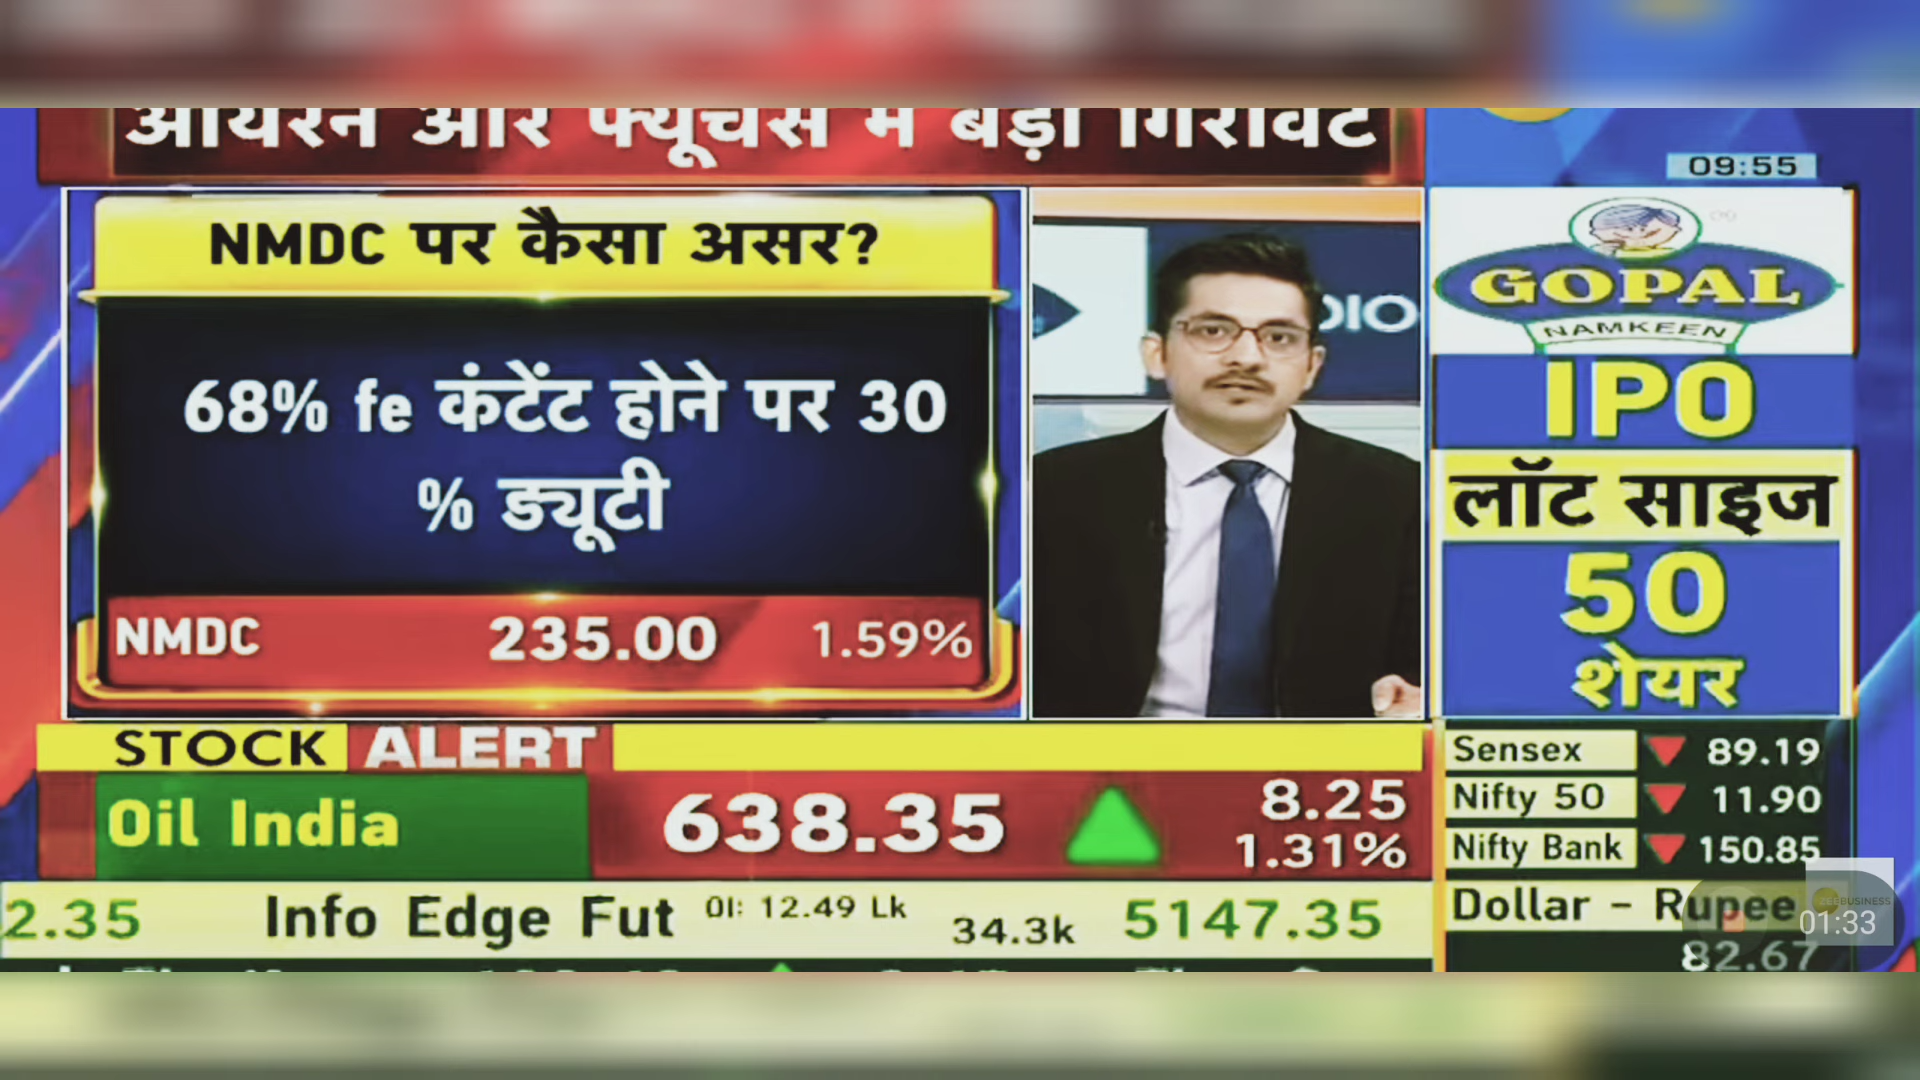 आयरन ओर फ्यूचर्स में बड़ी गिरावट
09:55
NMDC पर कैसा असर?
68% fe कंटेंट होने पर 30
% ड्यूटी
NMDC 235.00 1.59%
DIO
GOPAL
NAMKEEN
IPO
लॉट साइज
50
शेयर
STOCK ALERT
Oil India 638.35 8.25
1.31%
Sensex 89.19
Nifty 50 11.90
Nifty Bank 150.85
Dollar - Rupee
82.67
2.35 Info Edge Fut OI: 12.49 Lk 34.3k 5147.35
ZEEBUSINESS
01:33